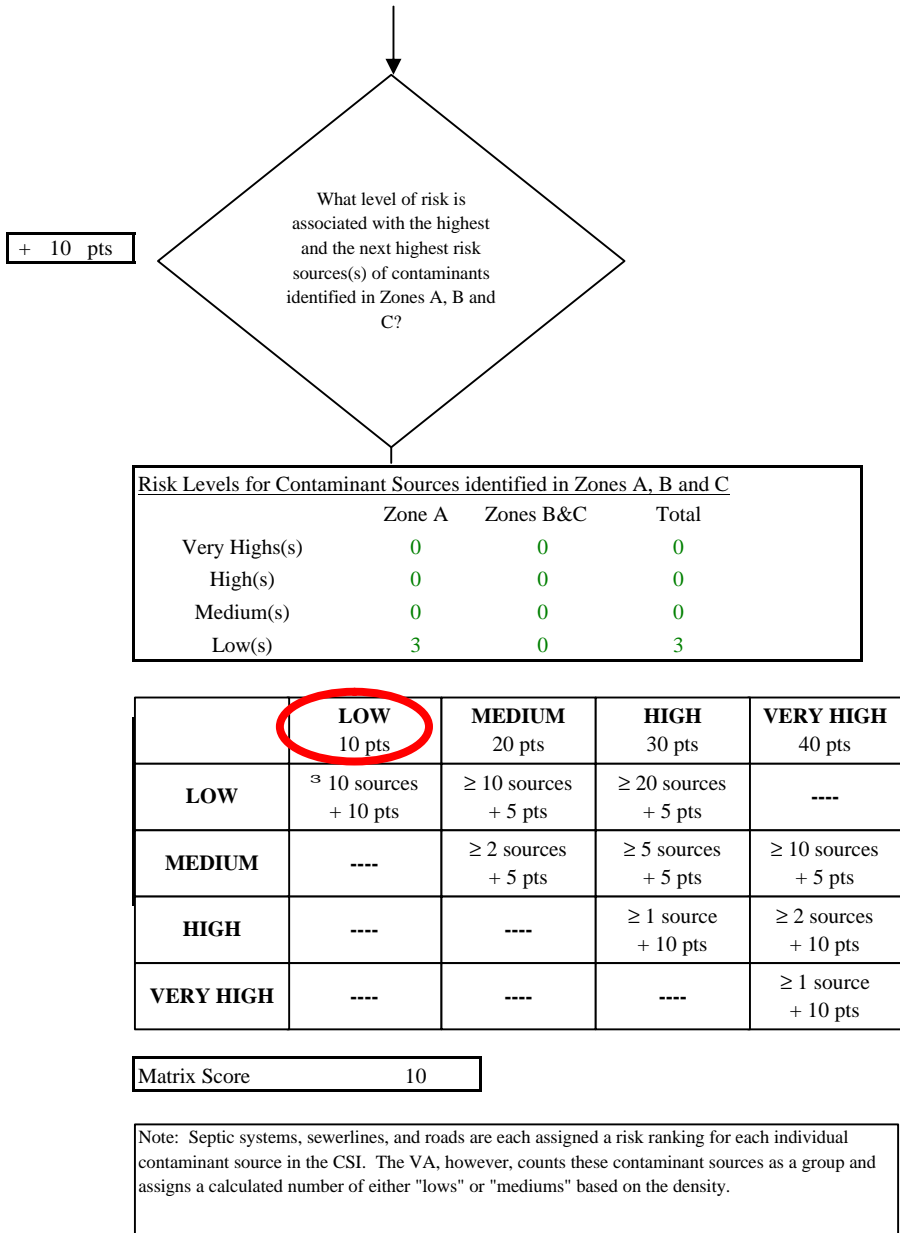 What level of risk is
associated with the highest
and the next highest risk
sources(s) of contaminants
identified in Zones A, B and
C?
+ 10 pts
Risk Levels for Contaminant Sources identified in Zones A, B and C
Zone A Zones B&C Total
Very Highs(s) 0 0 0
High(s) 0 0 0
Medium(s) 0 0 0
Low(s) 3 0 3
LOW MEDIUM HIGH VERY HIGH
10 pts 20 pts 30 pts 40 pts
LOW ³ 10 sources ≥ 10 sources ≥ 20 sources ----
+ 10 pts + 5 pts + 5 pts
MEDIUM ---- ≥ 2 sources ≥ 5 sources ≥ 10 sources
+ 5 pts + 5 pts + 5 pts
HIGH ---- ---- ≥ 1 source ≥ 2 sources
+ 10 pts + 10 pts
VERY HIGH ---- ---- ---- ≥ 1 source
+ 10 pts
Matrix Score 10
Note: Septic systems, sewerlines, and roads are each assigned a risk ranking for each individual
contaminant source in the CSI. The VA, however, counts these contaminant sources as a group and
assigns a calculated number of either "lows" or "mediums" based on the density.